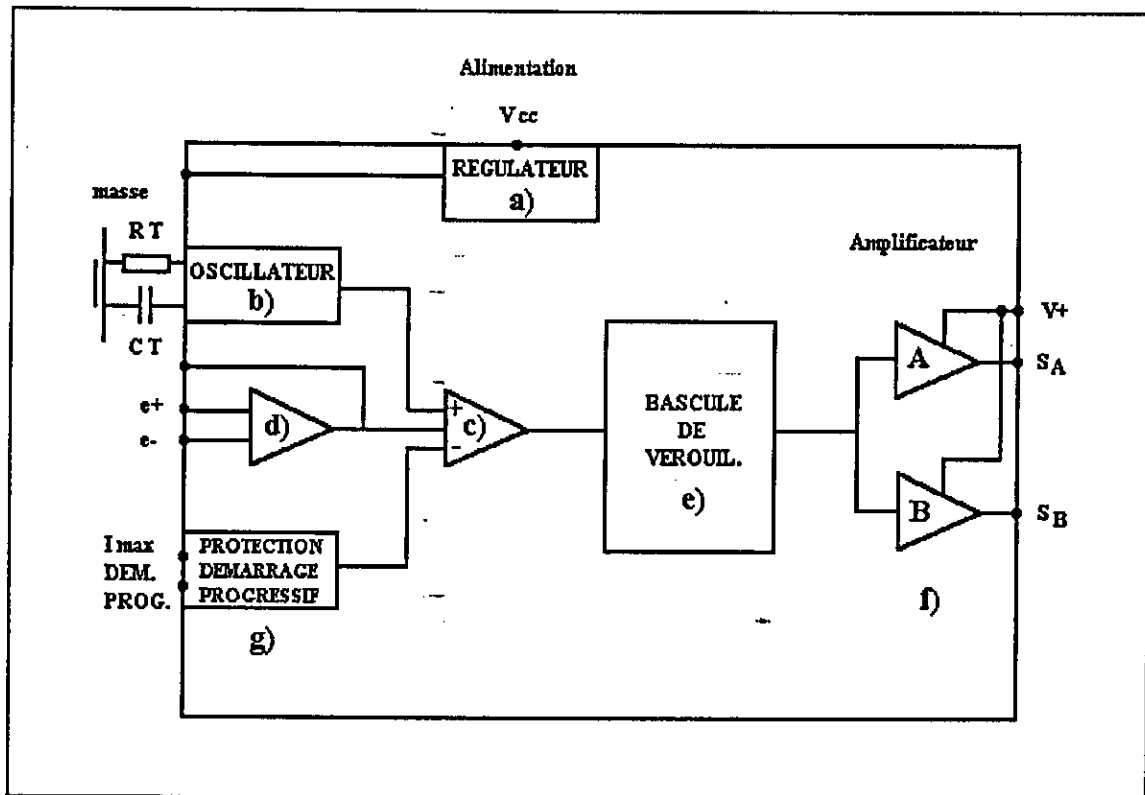 Alimentation
Vcc
REGULATEUR
a)
masse
RT
OSCILLATEUR
b)
CT
Amplificateur
V+
A
SA
e+
e-
d)
+
c)
-
BASCULE
DE
VEROUIL.
e)
B
SB
Imax
DEM.
PROG.
PROTECTION
DEMARRAGE
PROGRESSIF
g)
f)